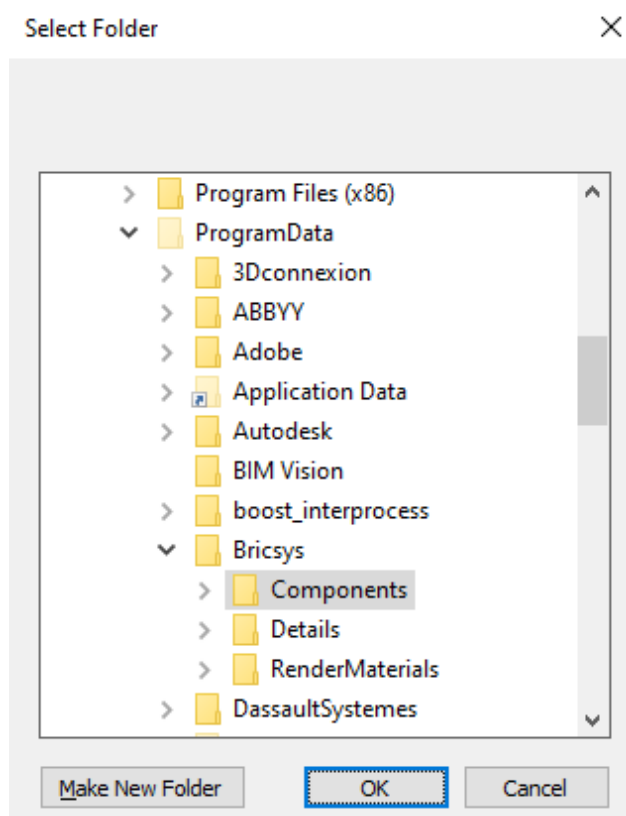 Select Folder
Program Files (x86)
ProgramData
3Dconnexion
ABBYY
Adobe
Application Data
Autodesk
BIM Vision
boost_interprocess
Bricsys
Components
Details
RenderMaterials
DassaultSystemes
Make New Folder OK Cancel